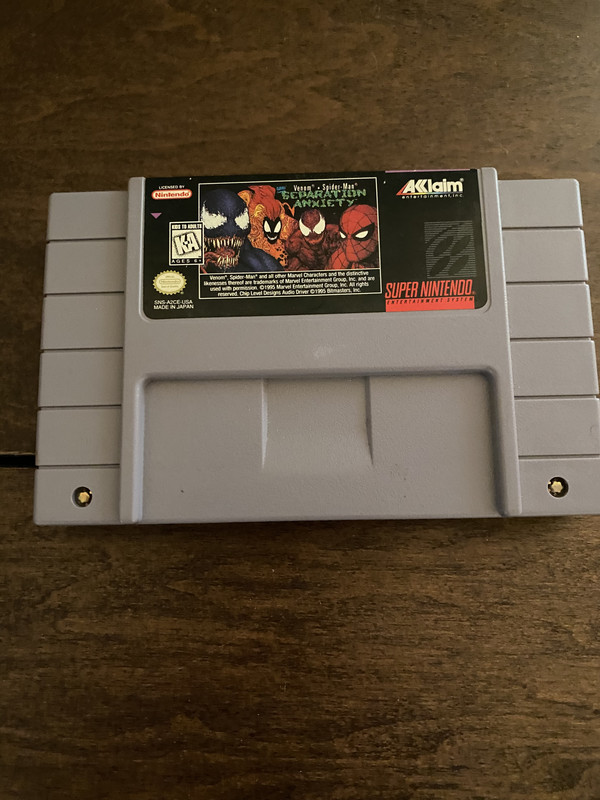 LICENSED BY
Nintendo
Venom™ • Spider-Man®
SEPARATION
ANXIETY™
AKklaim®
entertainment, inc.
KIDS TO ADULTS
K-A
AGES 6+
Venom™, Spider-Man® and all other Marvel Characters and the distinctive
likenesses thereof are trademarks of Marvel Entertainment Group, Inc. and are
used with permission. ©1995 Marvel Entertainment Group, Inc. All rights
reserved. Chip Level Designs Audio Driver ©1995 Bitmasters, Inc.
SNS-A2CE-USA
MADE IN JAPAN
SUPER NINTENDO
ENTERTAINMENT SYSTEM